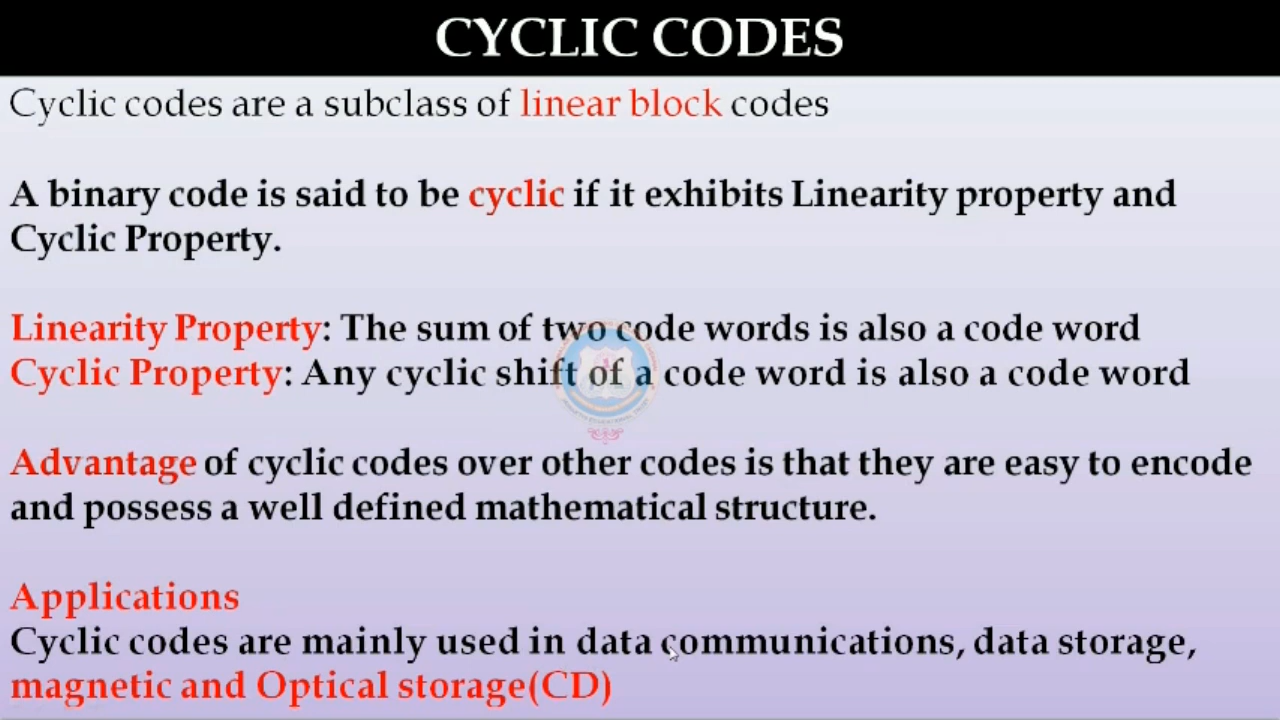 CYCLIC CODES
Cyclic codes are a subclass of linear block codes
A binary code is said to be cyclic if it exhibits Linearity property and
Cyclic Property.
Linearity Property: The sum of two code words is also a code word
Cyclic Property: Any cyclic shift of a code word is also a code word
Advantage of cyclic codes over other codes is that they are easy to encode
and possess a well defined mathematical structure.
Applications
Cyclic codes are mainly used in data communications, data storage,
magnetic and Optical storage(CD)